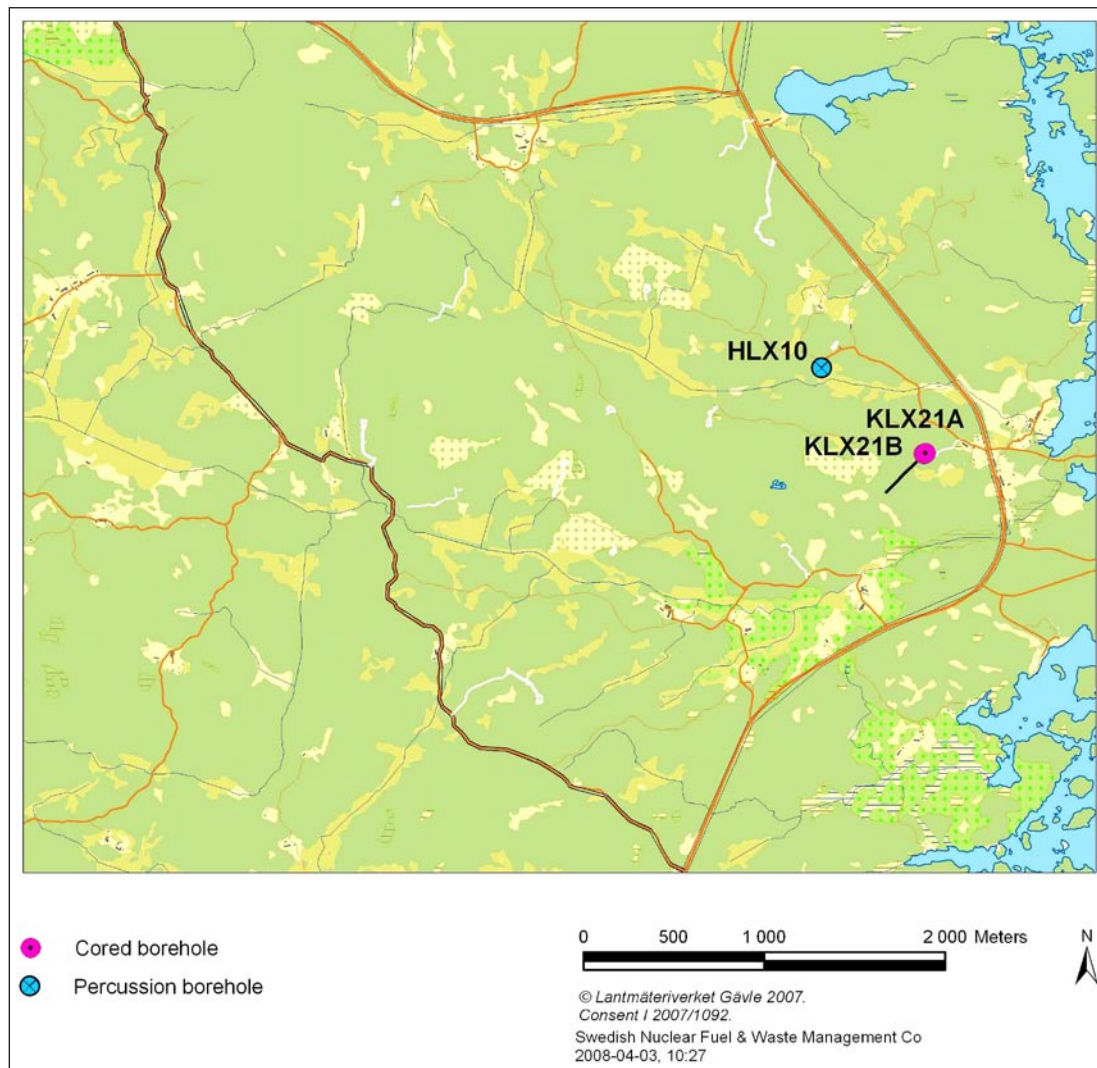 HLX10
KLX21A
KLX21B
Cored borehole
Percussion borehole
0 500 1 000 2 000 Meters
N
© Lantmäteriverket Gävle 2007.
Consent I 2007/1092.
Swedish Nuclear Fuel & Waste Management Co
2008-04-03, 10:27